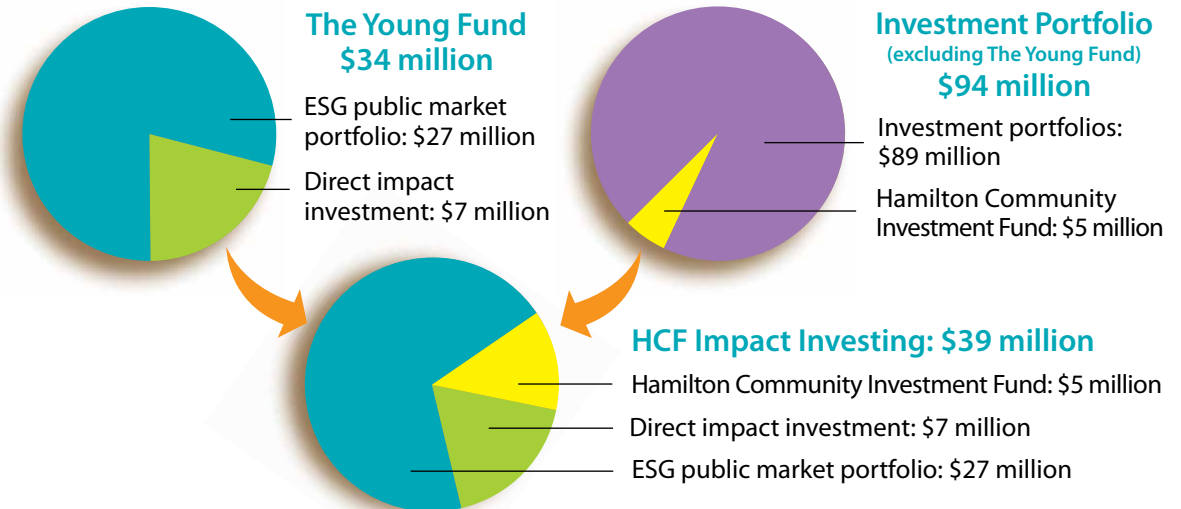 The Young Fund
$34 million
ESG public market
portfolio: $27 million
Direct impact
investment: $7 million
Investment Portfolio
(excluding The Young Fund)
$94 million
Investment portfolios:
$89 million
Hamilton Community
Investment Fund: $5 million
HCF Impact Investing: $39 million
Hamilton Community Investment Fund: $5 million
Direct impact investment: $7 million
ESG public market portfolio: $27 million